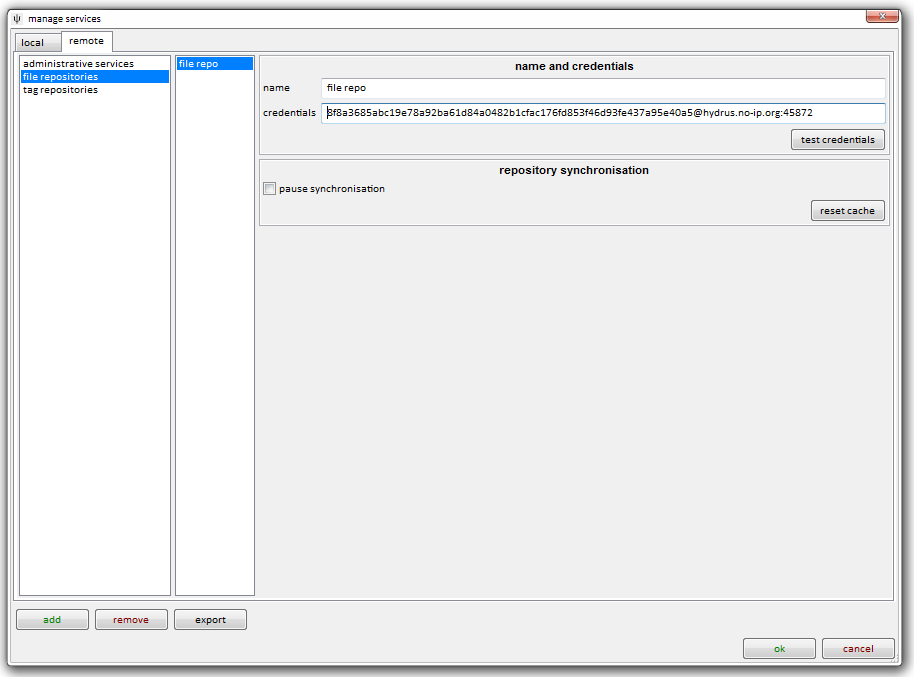 manage services
local
remote
administrative services
file repositories
tag repositories
file repo
name and credentials
name
file repo
credentials
8f8a3685abc19e78a92ba61d84a0482b1cfac176fd853f46d93fe437a95e40a5@hydrus.no-ip.org:45872
test credentials
repository synchronisation
pause synchronisation
reset cache
add
remove
export
ok
cancel